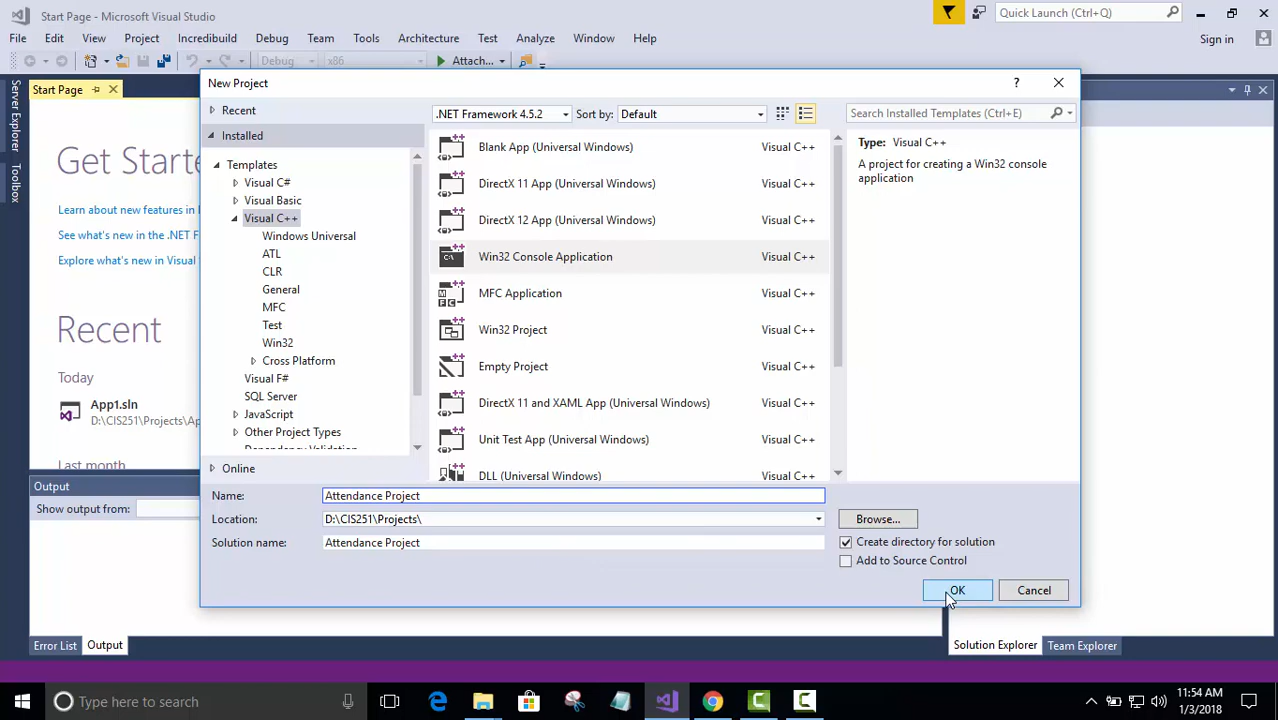 Start Page - Microsoft Visual Studio
Quick Launch (Ctrl+Q)
File Edit View Project Incredibuild Debug Team Tools Architecture Test Analyze Window Help
Sign in
Debug x86 Attach...
Server Explorer
Toolbox
Start Page
Get Starte
Learn about new features in
See what's new in the .NET F
Explore what's new in Visual
Recent
Today
App1.sln
D:\CIS251\Projects\Ap
Last month
New Project
?
Recent
Installed
Templates
Visual C#
Visual Basic
Visual C++
Windows Universal
ATL
CLR
General
MFC
Test
Win32
Cross Platform
Visual F#
SQL Server
JavaScript
Other Project Types
Dependency Validation
Online
.NET Framework 4.5.2 Sort by: Default
Search Installed Templates (Ctrl+E)
Blank App (Universal Windows) Visual C++
DirectX 11 App (Universal Windows) Visual C++
DirectX 12 App (Universal Windows) Visual C++
Win32 Console Application Visual C++
MFC Application Visual C++
Win32 Project Visual C++
Empty Project Visual C++
DirectX 11 and XAML App (Universal Windows) Visual C++
Unit Test App (Universal Windows) Visual C++
DLL (Universal Windows) Visual C++
Type: Visual C++
A project for creating a Win32 console
application
Name: Attendance Project
Location: D:\CIS251\Projects\
Browse...
Solution name: Attendance Project
Create directory for solution
Add to Source Control
OK Cancel
Output
Show output from:
Error List Output
Solution Explorer Team Explorer
Type here to search
11:54 AM
1/3/2018